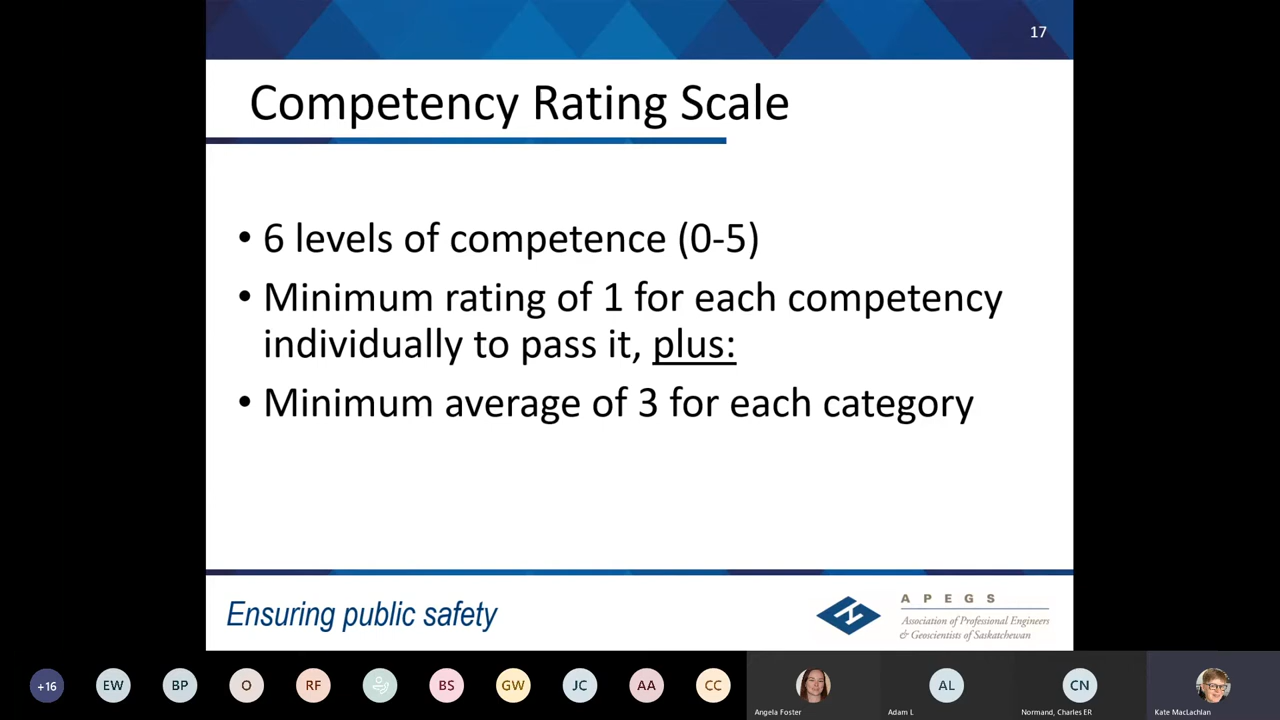 17
Competency Rating Scale
• 6 levels of competence (0-5)
• Minimum rating of 1 for each competency
individually to pass it, plus:
• Minimum average of 3 for each category
Ensuring public safety
A P E G S
Association of Professional Engineers
& Geoscientists of Saskatchewan
+16
EW
BP
O
RF
BS
GW
JC
AA
CC
AL
CN
Angela Foster
Adam L
Normand, Charles ER
Kate MacLachlan